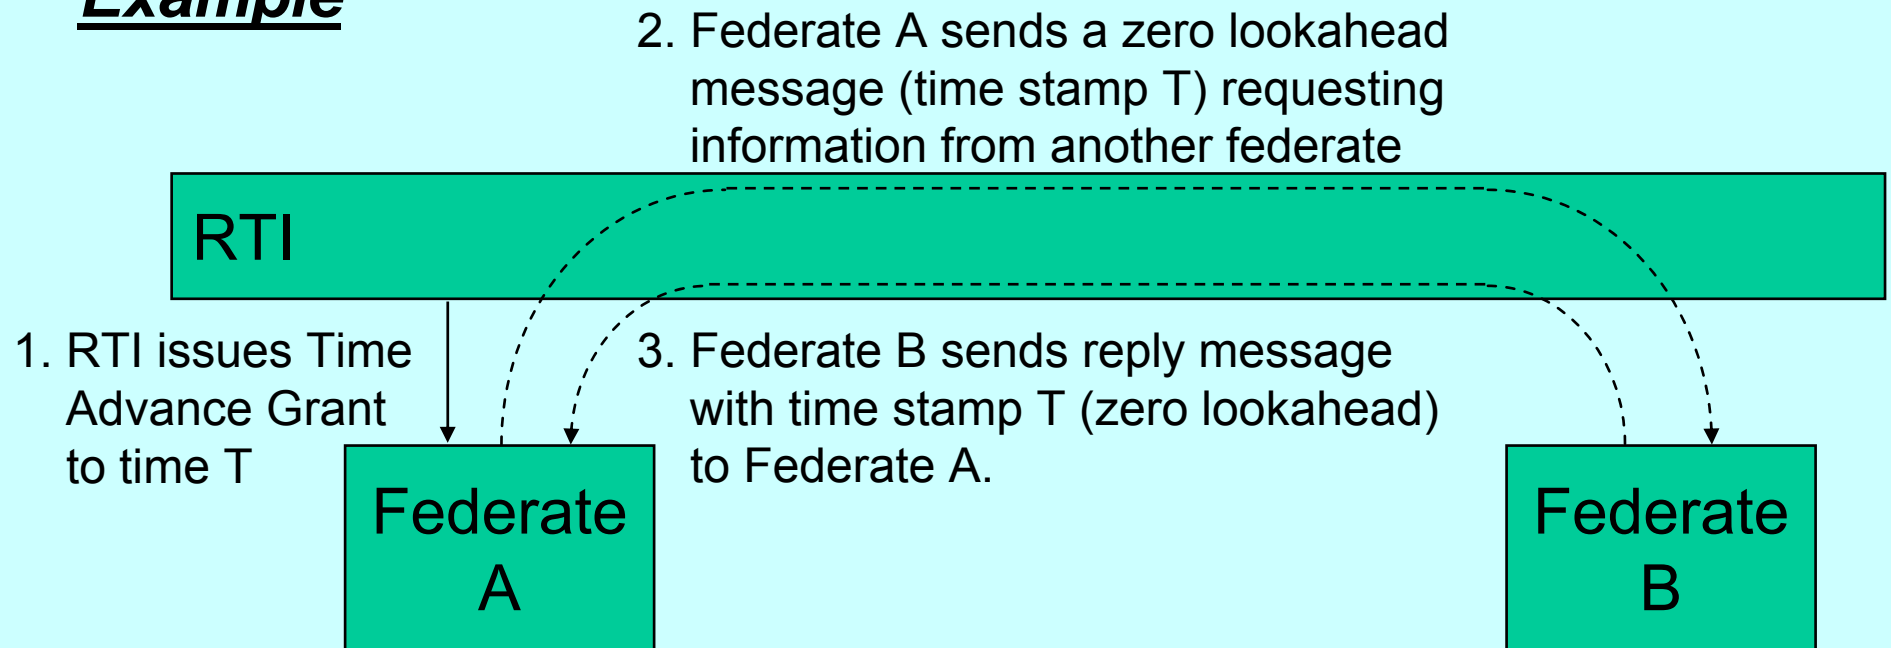 Example
2. Federate A sends a zero lookahead
message (time stamp T) requesting
information from another federate
RTI
1. RTI issues Time
Advance Grant
to time T
3. Federate B sends reply message
with time stamp T (zero lookahead)
to Federate A.
Federate
A
Federate
B